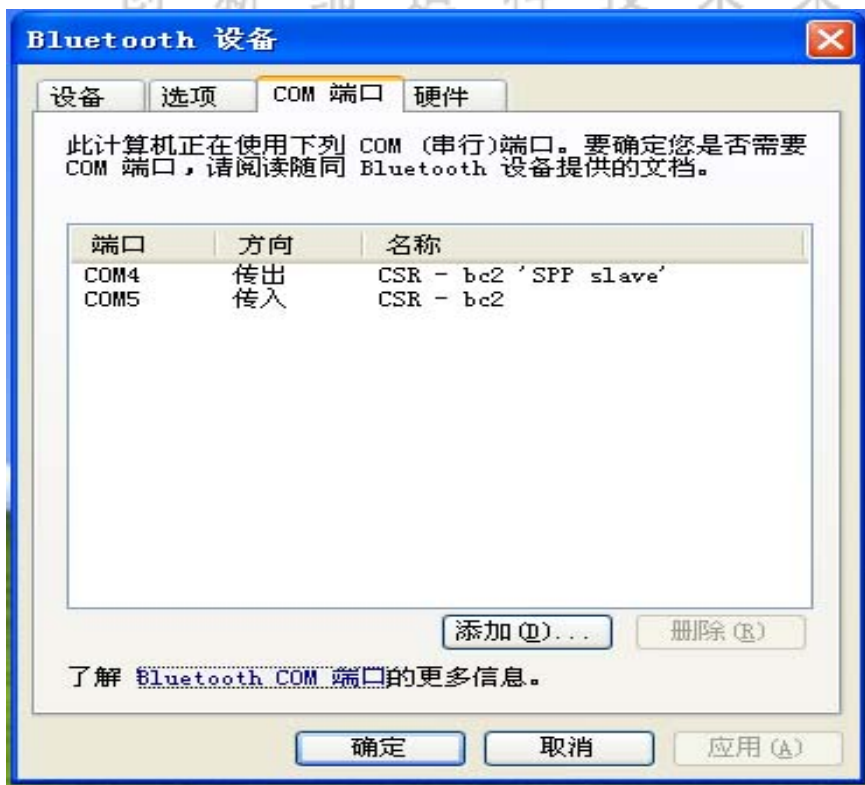 Bluetooth 设备
设备 选项 COM 端口 硬件
此计算机正在使用下列 COM (串行)端口。要确定您是否需要
COM 端口,请阅读随同 Bluetooth 设备提供的文档。
端口 方向 名称
COM4 传出 CSR - bc2 'SPP slave'
COM5 传入 CSR - bc2
添加(D)... 删除(R)
了解 Bluetooth COM 端口的更多信息。
确定 取消 应用(A)